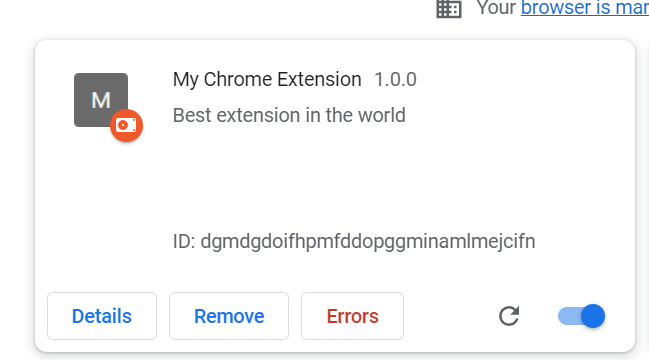 Your browser is mar
M
My Chrome Extension 1.0.0
Best extension in the world
ID: dgmdgdoifhpmfddopggminamlmejcifn
Details Remove Errors